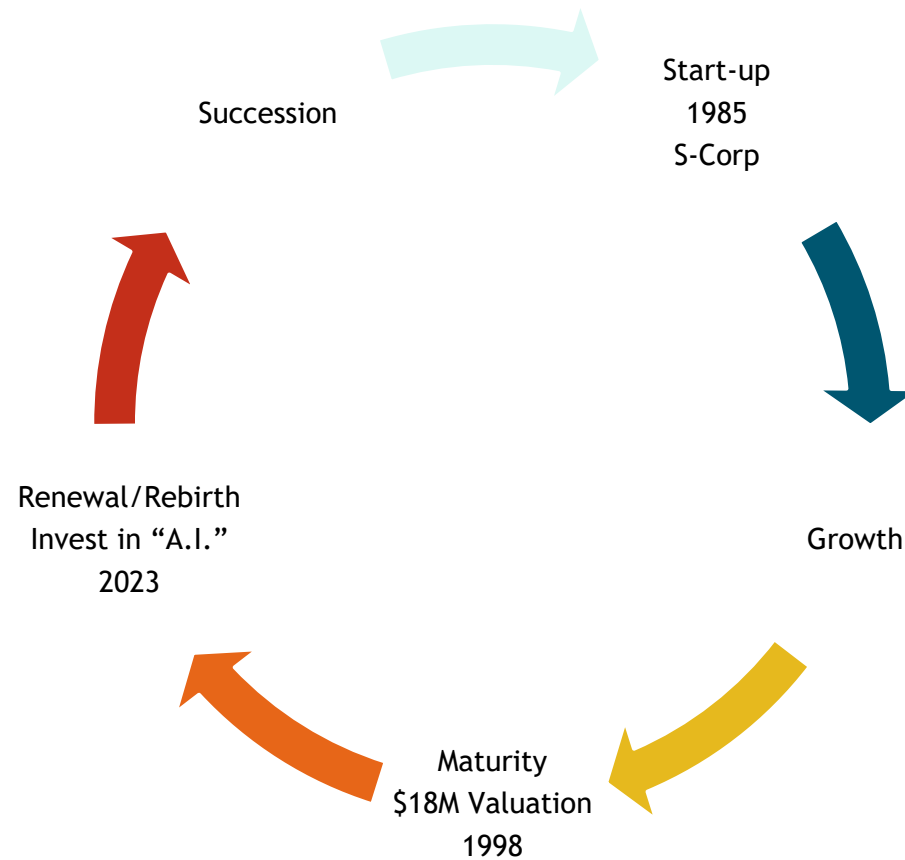 Succession
Start-up
1985
S-Corp
Growth
Maturity
$18M Valuation
1998
Renewal/Rebirth
Invest in “A.I.”
2023